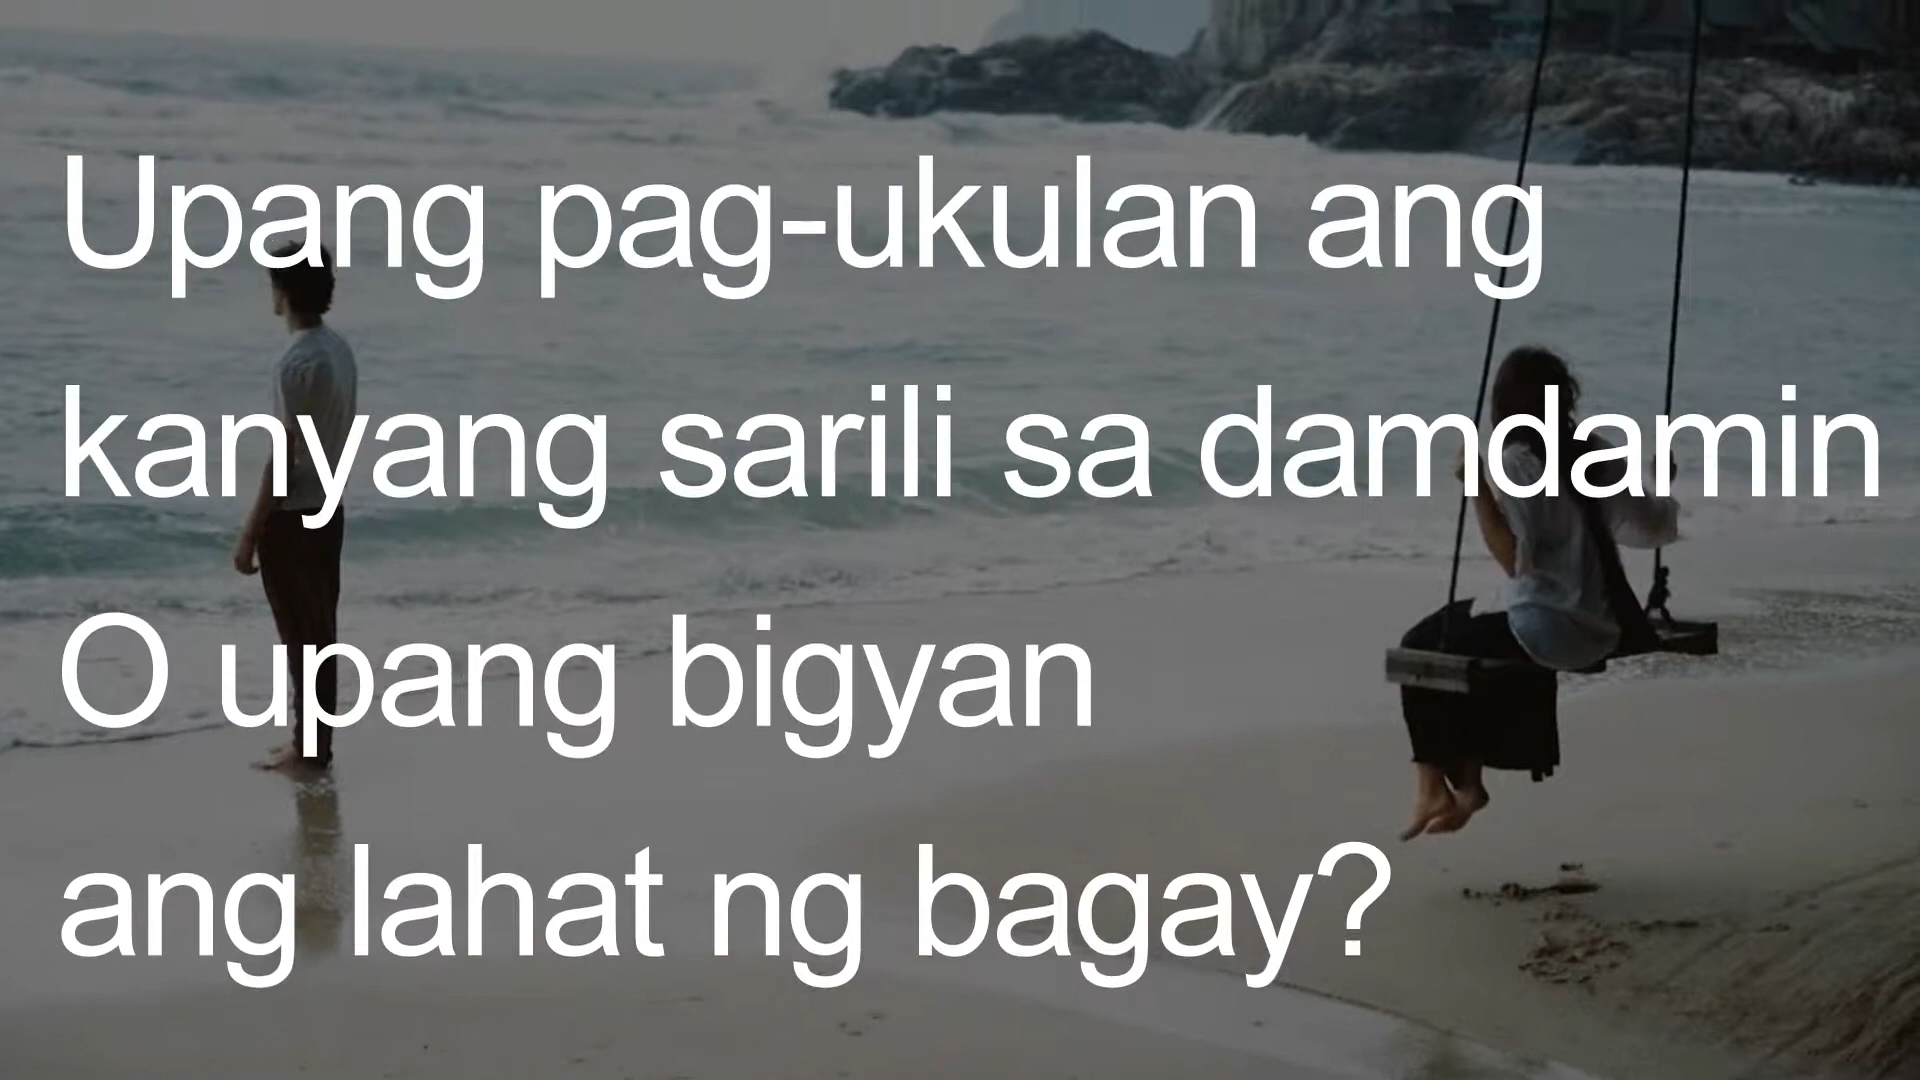 Upang pag-ukulan ang
kanyang sarili sa damdamin
O upang bigyan
ang lahat ng bagay?